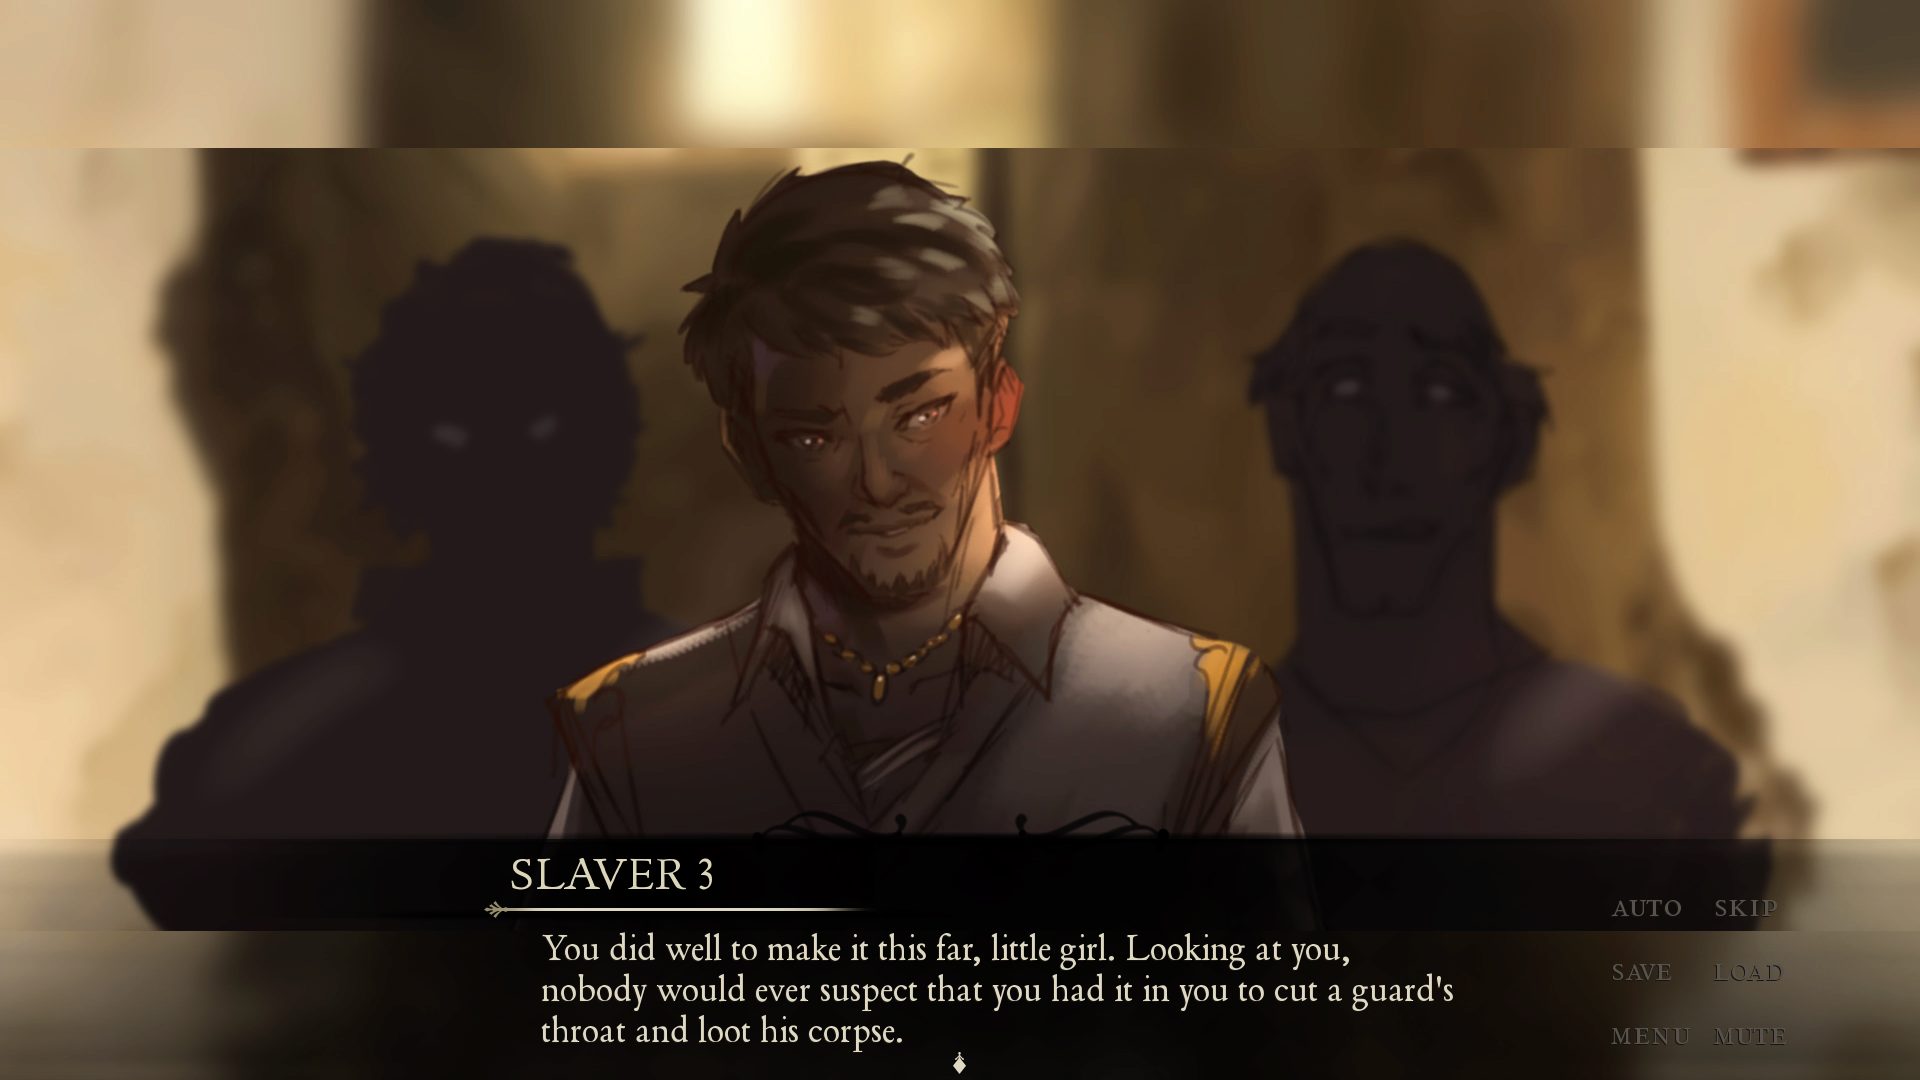 SLAVER 3
You did well to make it this far, little girl. Looking at you,
nobody would ever suspect that you had it in you to cut a guard's
throat and loot his corpse.
AUTO SKIP
SAVE LOAD
MENU MUTE